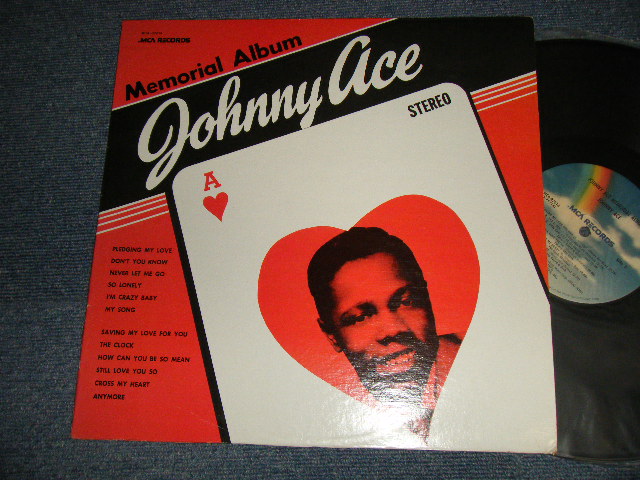 MCA RECORDS
Memorial Album
Johnny Ace
STEREO
A
PLEDGING MY LOVE
DON'T YOU KNOW
NEVER LET ME GO
SO LONELY
I'M CRAZY BABY
MY SONG
SAVING MY LOVE FOR YOU
THE CLOCK
HOW CAN YOU BE SO MEAN
STILL LOVE YOU SO
CROSS MY HEART
ANYMORE
MCA RECORDS